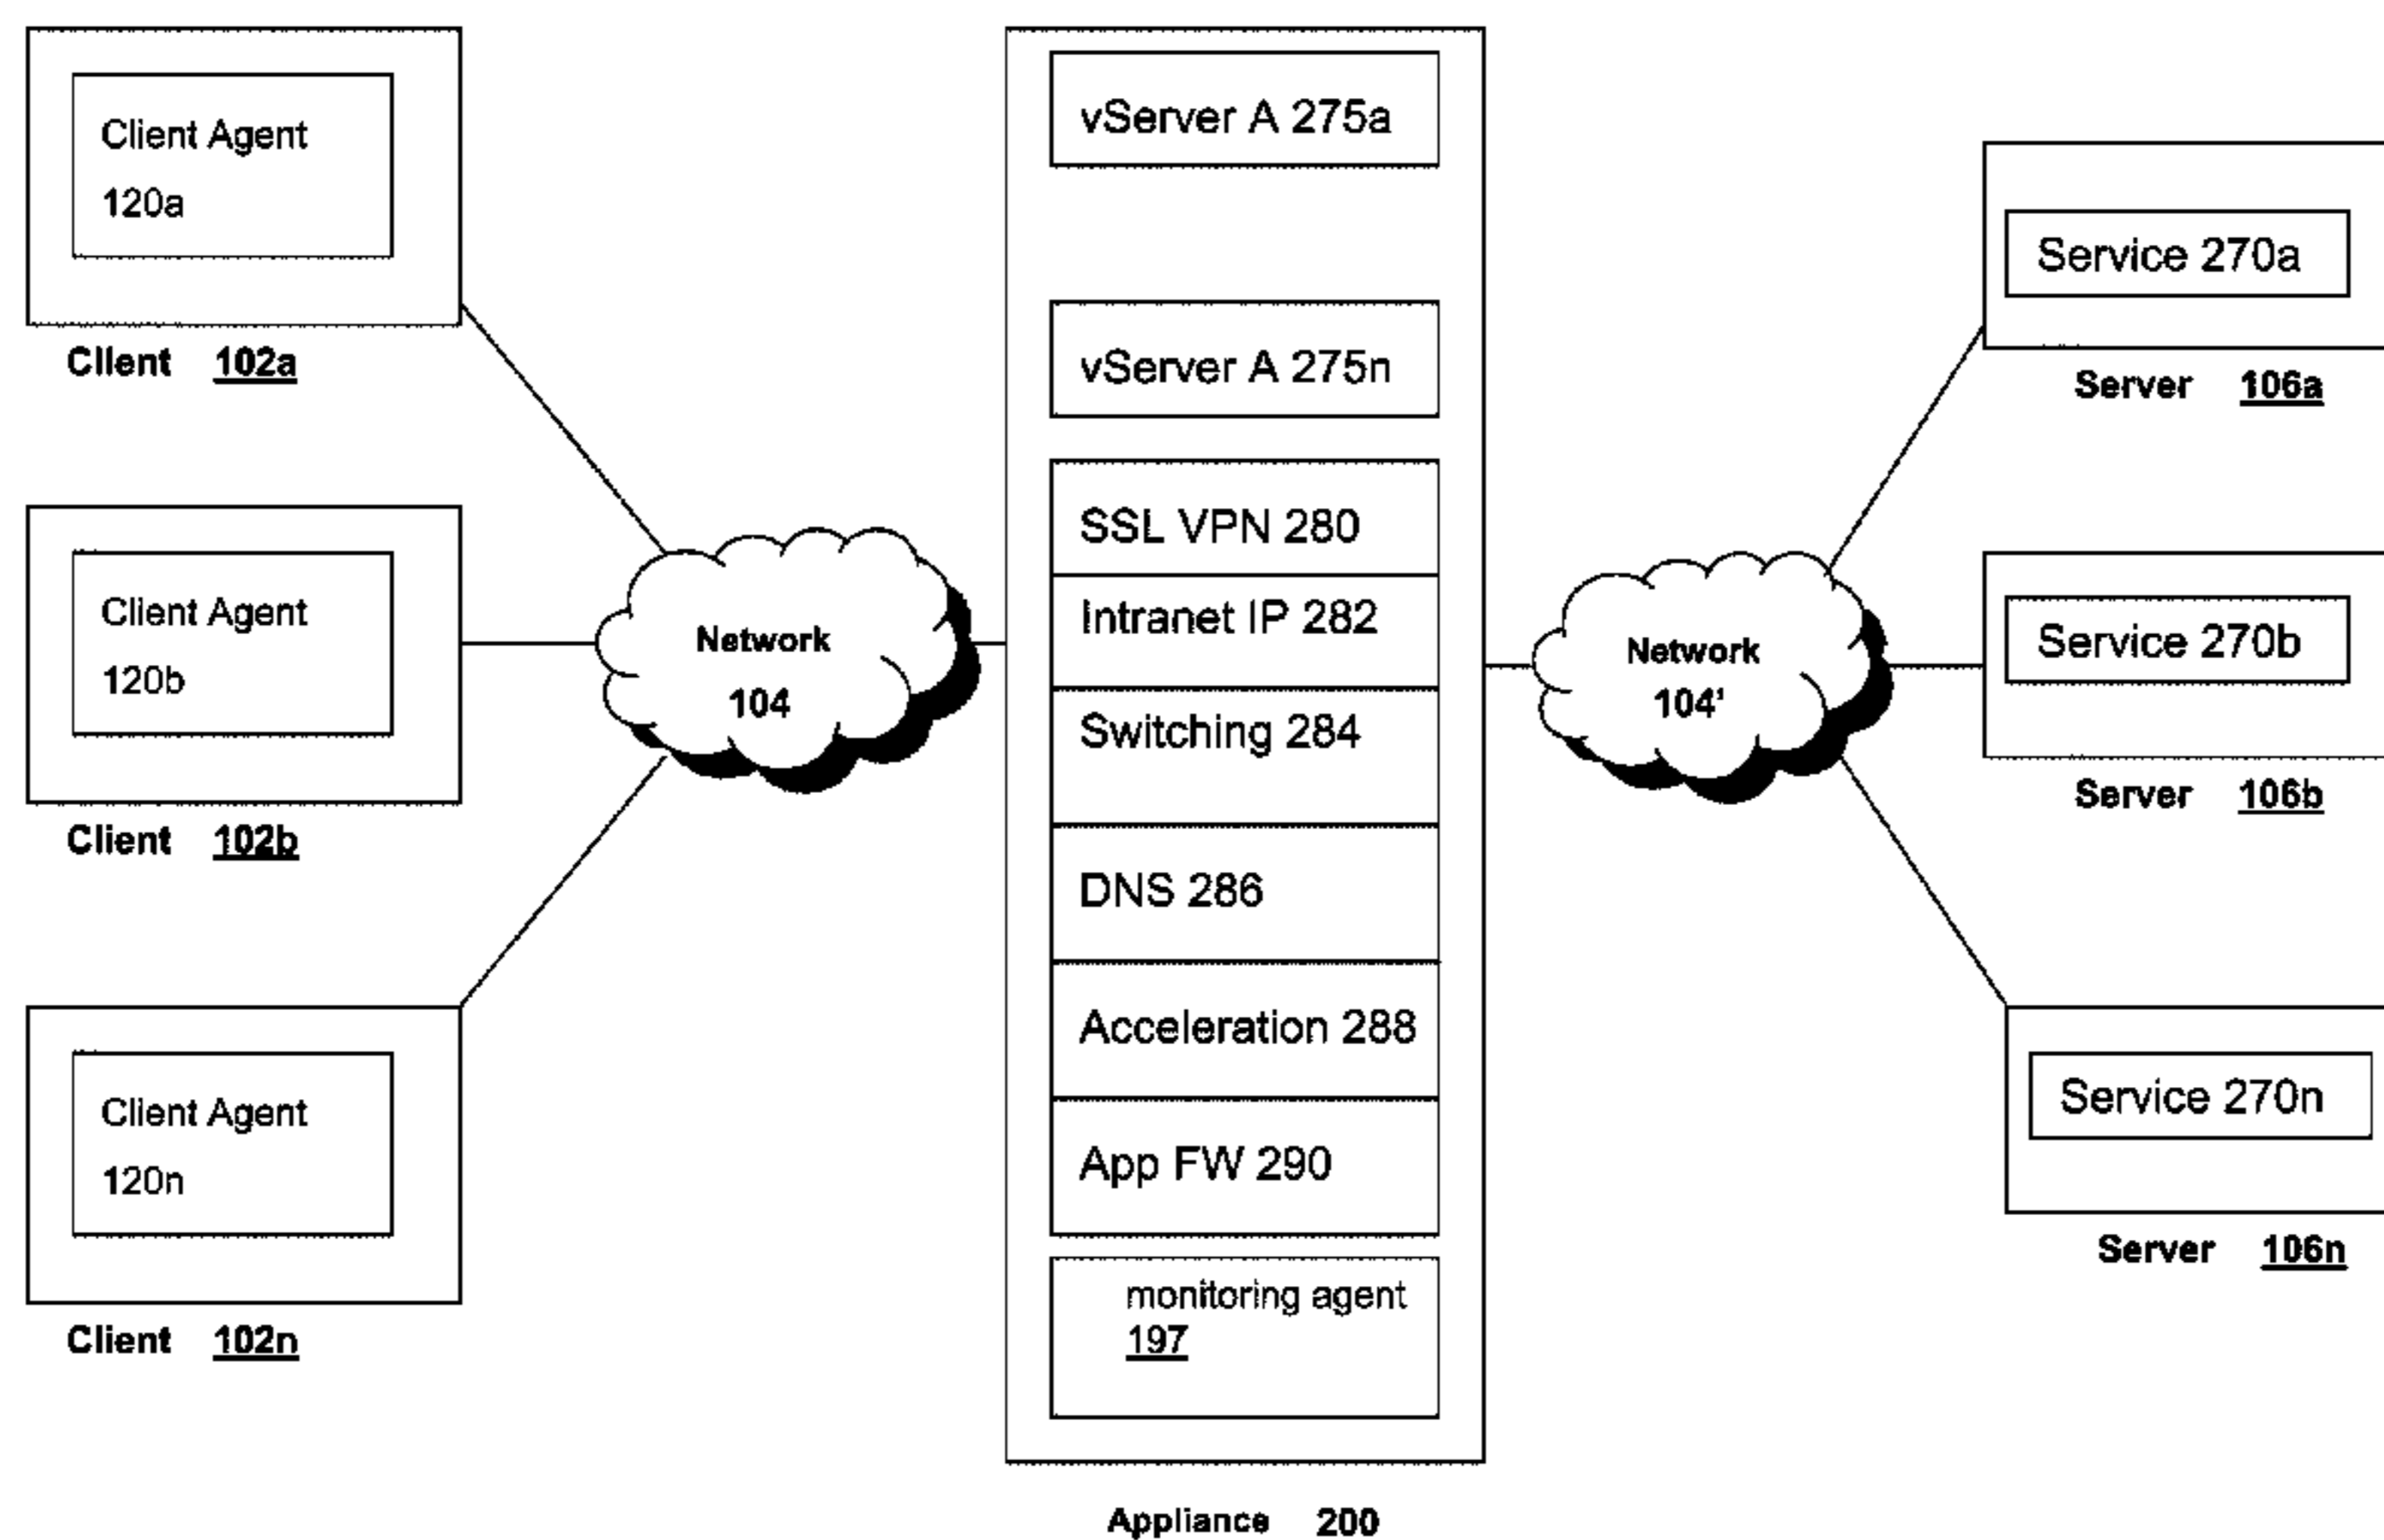 Client Agent
120a
Client 102a
Client Agent
120b
Client 102b
Client Agent
120n
Client 102n
Network
104
vServer A 275a
vServer A 275n
SSL VPN 280
Intranet IP 282
Switching 284
DNS 286
Acceleration 288
App FW 290
monitoring agent
197
Appliance 200
Network
104'
Service 270a
Server 106a
Service 270b
Server 106b
Service 270n
Server 106n